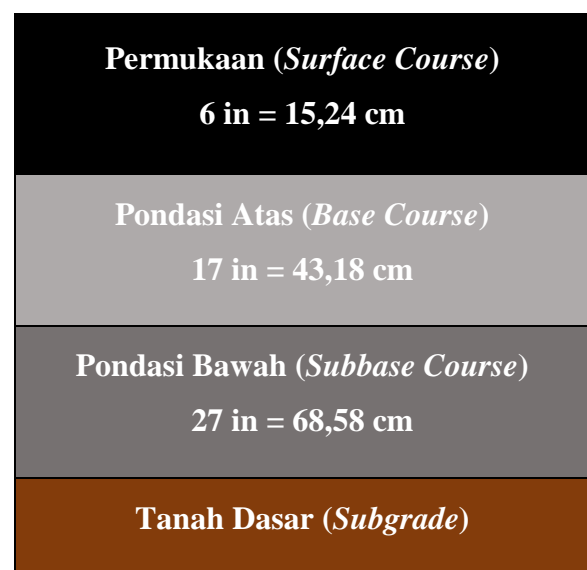 Permukaan (Surface Course)
6 in = 15,24 cm
Pondasi Atas (Base Course)
17 in = 43,18 cm
Pondasi Bawah (Subbase Course)
27 in = 68,58 cm
Tanah Dasar (Subgrade)